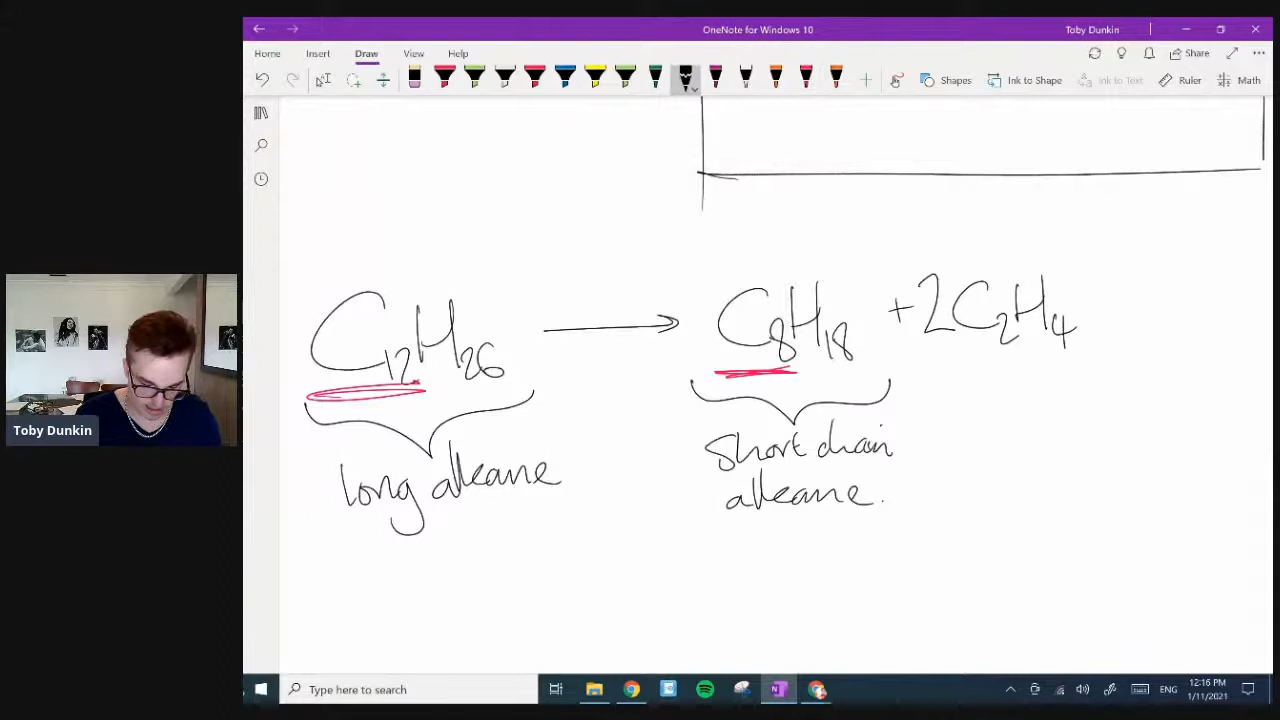 OneNote for Windows 10
Toby Dunkin
Home Insert Draw View Help
Share
Shapes Ink to Shape Ink to Text Ruler Math
C₁₂H₂₆ → C₈H₁₈ + 2C₂H₄
long alkane
short chain
alkane.
Toby Dunkin
Type here to search
ENG
12:16 PM
1/11/2021